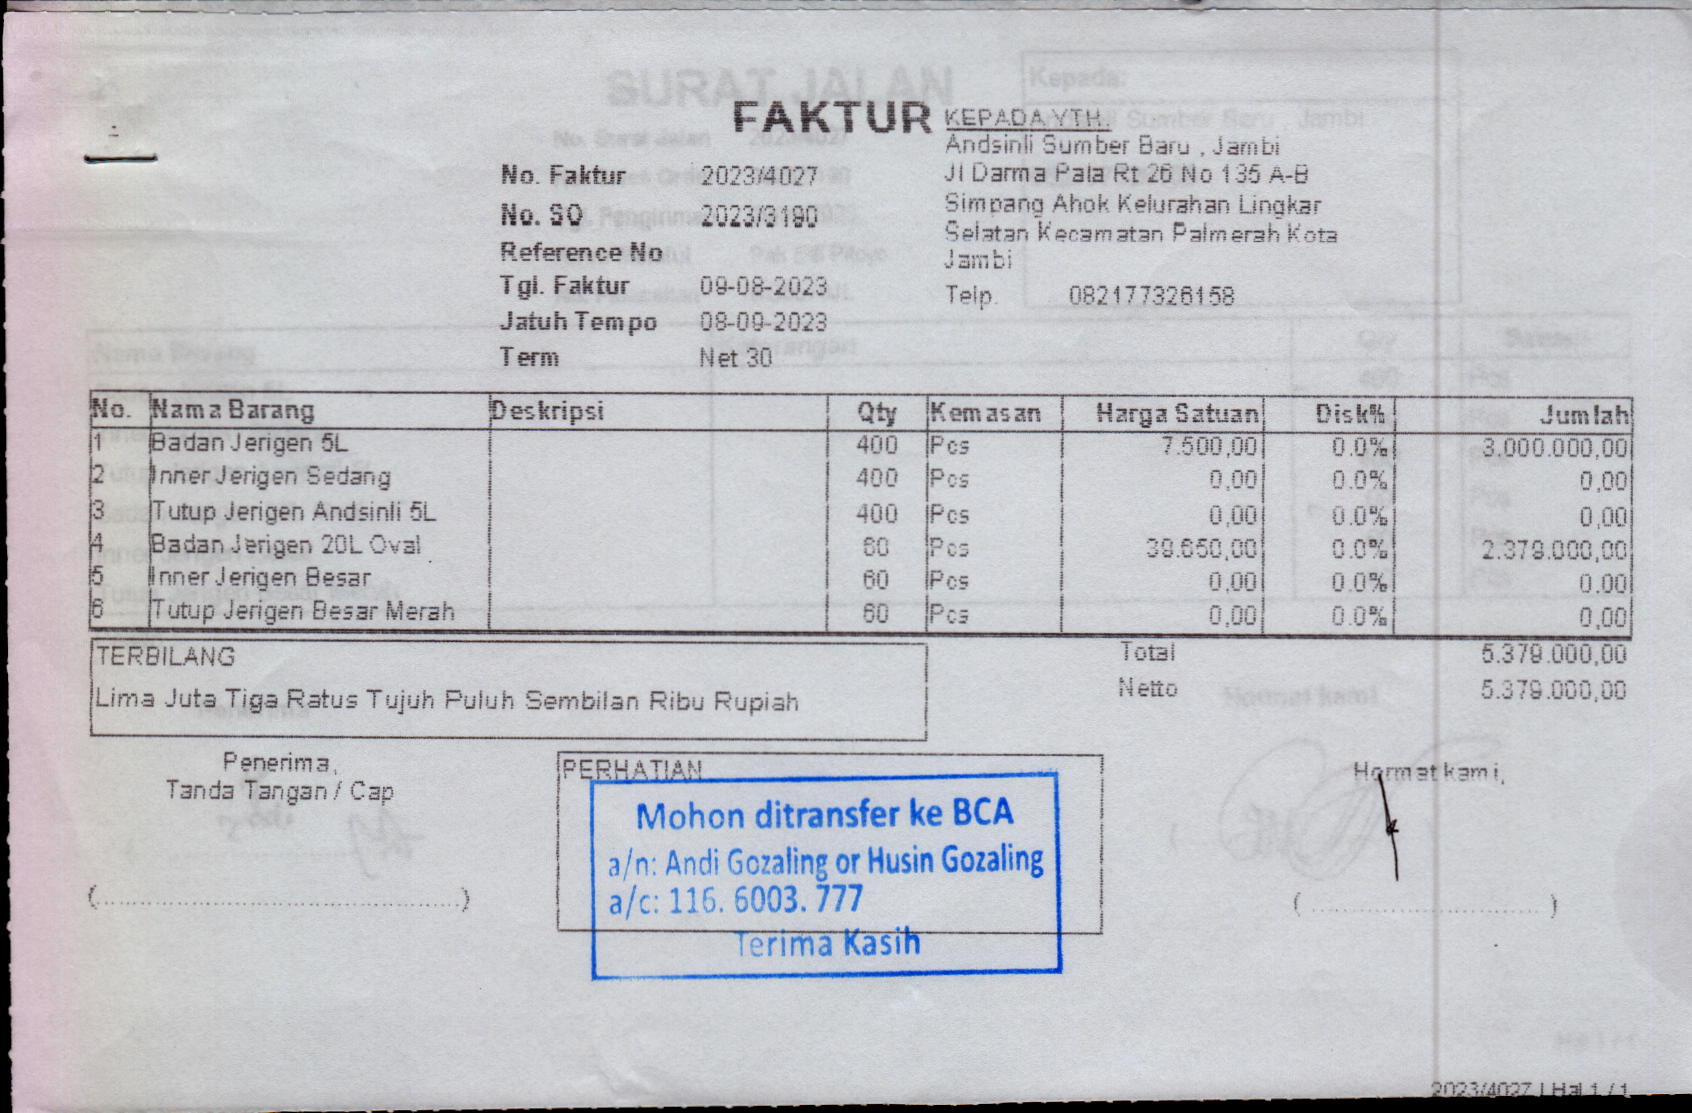 FAKTUR
No. Faktur 2023/4027
No. SQ 2023/3190
Reference No
Tgl. Faktur 09-08-2023
Jatuh Tempo 08-09-2023
Term Net 30
KEPADA YTH.
Andsinli Sumber Baru , Jambi
Jl Darma Pala Rt 26 No 135 A-B
Simpang Ahok Kelurahan Lingkar
Selatan Kecamatan Palmerah Kota
Jambi
Telp. 082177326158
No. Nama Barang Deskripsi Qty Kemasan Harga Satuan Disk% Jumlah
1 Badan Jerigen 5L 400 Pcs 7.500,00 0.0% 3.000.000,00
2 Inner Jerigen Sedang 400 Pcs 0,00 0.0% 0,00
3 Tutup Jerigen Andsinli 5L 400 Pcs 0,00 0.0% 0,00
4 Badan Jerigen 20L Oval 60 Pcs 39.650,00 0.0% 2.379.000,00
5 Inner Jerigen Besar 60 Pcs 0,00 0.0% 0,00
6 Tutup Jerigen Besar Merah 60 Pcs 0,00 0.0% 0,00
TERBILANG
Lima Juta Tiga Ratus Tujuh Puluh Sembilan Ribu Rupiah
Total 5.379.000,00
Netto 5.379.000,00
Penerima,
Tanda Tangan / Cap
(........................................)
PERHATIAN
Mohon ditransfer ke BCA
a/n: Andi Gozaling or Husin Gozaling
a/c: 116. 6003. 777
Terima Kasih
Hormat kami,
(........................................)
2023/4027 | Hal 1 / 1